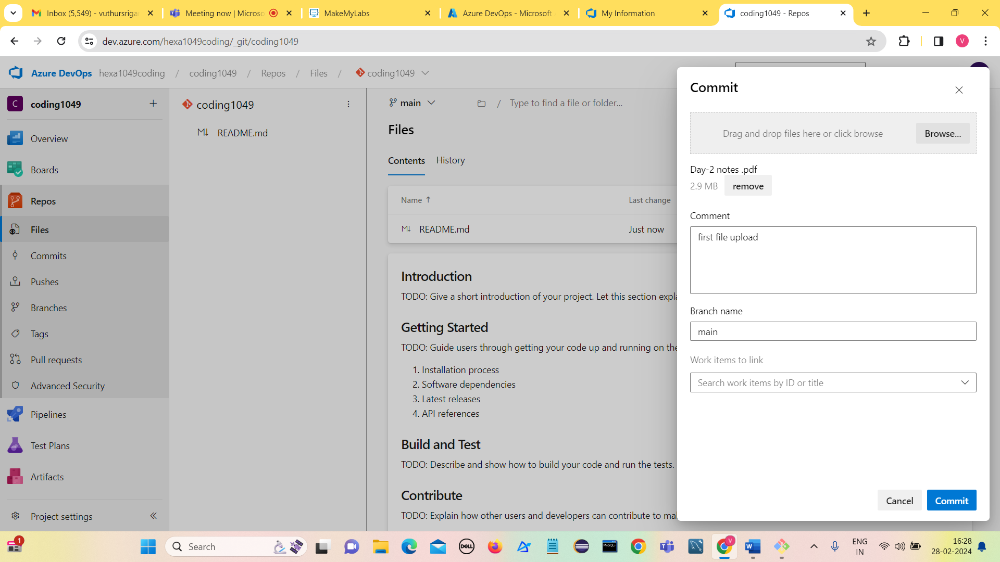 Inbox (5,549) - vuthursrigar
Meeting now | Microso
MakeMyLabs
Azure DevOps - Microsoft
My Information
coding1049 - Repos
dev.azure.com/hexa1049coding/_git/coding1049
V
Azure DevOps hexa1049coding / coding1049 / Repos / Files / coding1049
C coding1049
Overview
Boards
Repos
Files
Commits
Pushes
Branches
Tags
Pull requests
Advanced Security
Pipelines
Test Plans
Artifacts
Project settings
coding1049
README.md
main
/ Type to find a file or folder...
Files
Contents History
Name ↑ Last change
README.md Just now
Introduction
TODO: Give a short introduction of your project. Let this section expla
Getting Started
TODO: Guide users through getting your code up and running on the
1. Installation process
2. Software dependencies
3. Latest releases
4. API references
Build and Test
TODO: Describe and show how to build your code and run the tests.
Contribute
TODO: Explain how other users and developers can contribute to mal
Commit
Drag and drop files here or click browse Browse...
Day-2 notes .pdf
2.9 MB remove
Comment
first file upload
Branch name
main
Work items to link
Search work items by ID or title
Cancel Commit
1
Search
DELL
MySQL
V
W
ENG
IN
16:28
28-02-2024